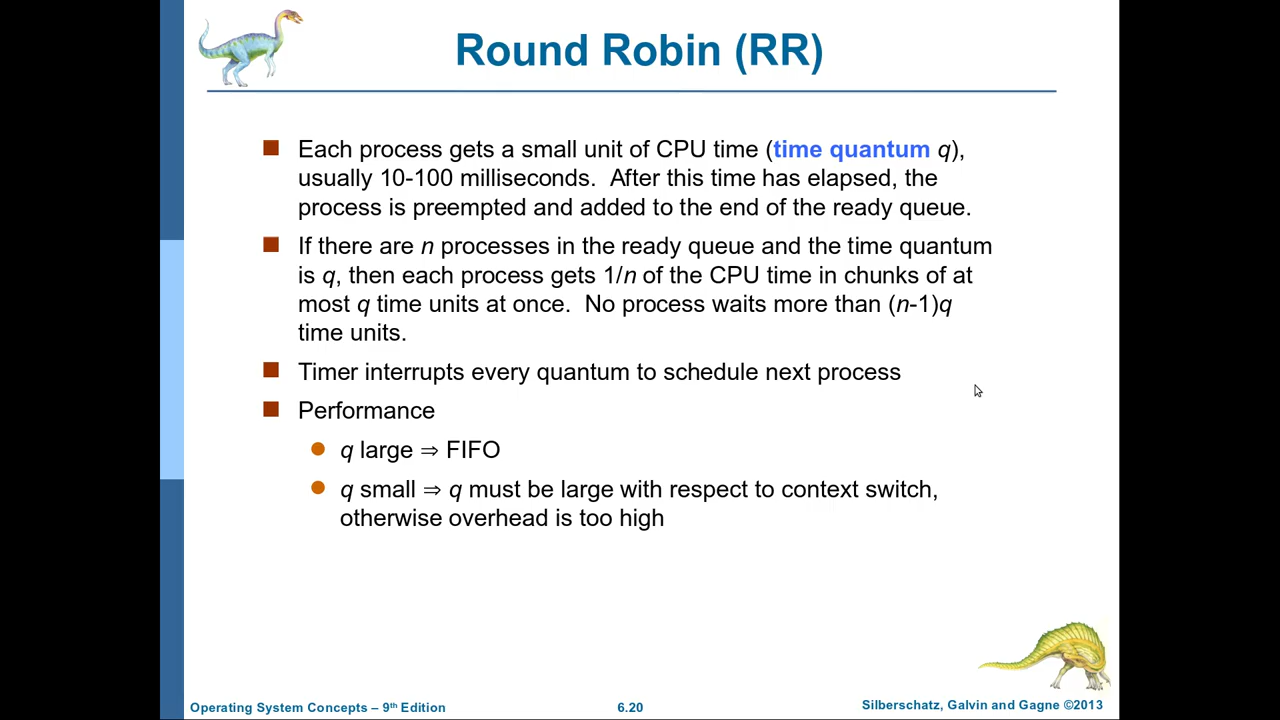 Round Robin (RR)
Each process gets a small unit of CPU time (time quantum q),
usually 10-100 milliseconds.  After this time has elapsed, the
process is preempted and added to the end of the ready queue.
If there are n processes in the ready queue and the time quantum
is q, then each process gets 1/n of the CPU time in chunks of at
most q time units at once.  No process waits more than (n-1)q
time units.
Timer interrupts every quantum to schedule next process
Performance
q large ⇒ FIFO
q small ⇒ q must be large with respect to context switch,
otherwise overhead is too high
Operating System Concepts – 9th Edition
6.20
Silberschatz, Galvin and Gagne ©2013